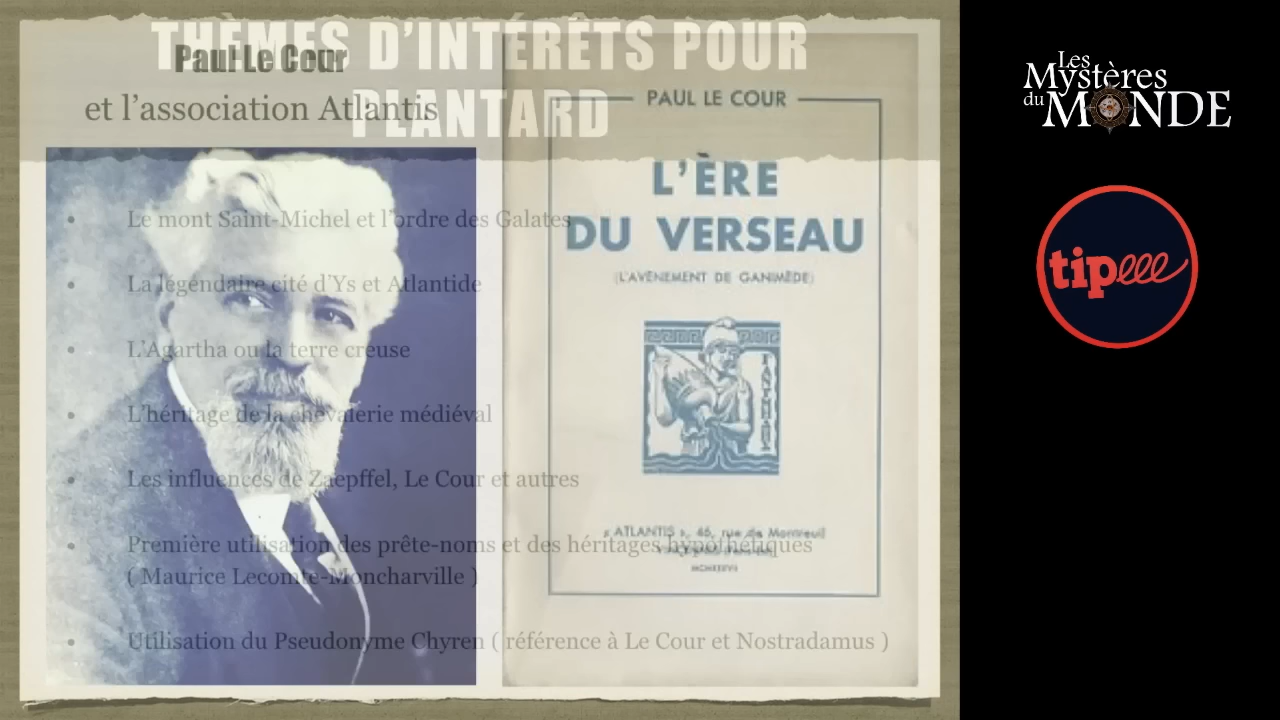 THÈMES D'INTÉRÊTS POUR
PLANTARD
Paul Le Cour
et l'association Atlantis
Le mont Saint-Michel et l'ordre des Galates
La légendaire cité d'Ys et Atlantide
L'Agartha ou la terre creuse
L'héritage de la chevalerie médiéval
Les influences de Zaepffel, Le Cour et autres
Première utilisation des prête-noms et des héritages hypothétiques
( Maurice Lecomte-Moncharville )
Utilisation du Pseudonyme Chyren ( référence à Le Cour et Nostradamus )
PAUL LE COUR
L'ÈRE
DU VERSEAU
(L'AVÈNEMENT DE GANIMÈDE)
« ATLANTIS », 46, rue de Montreuil
Les
Mystères
du MONDE
tipeee